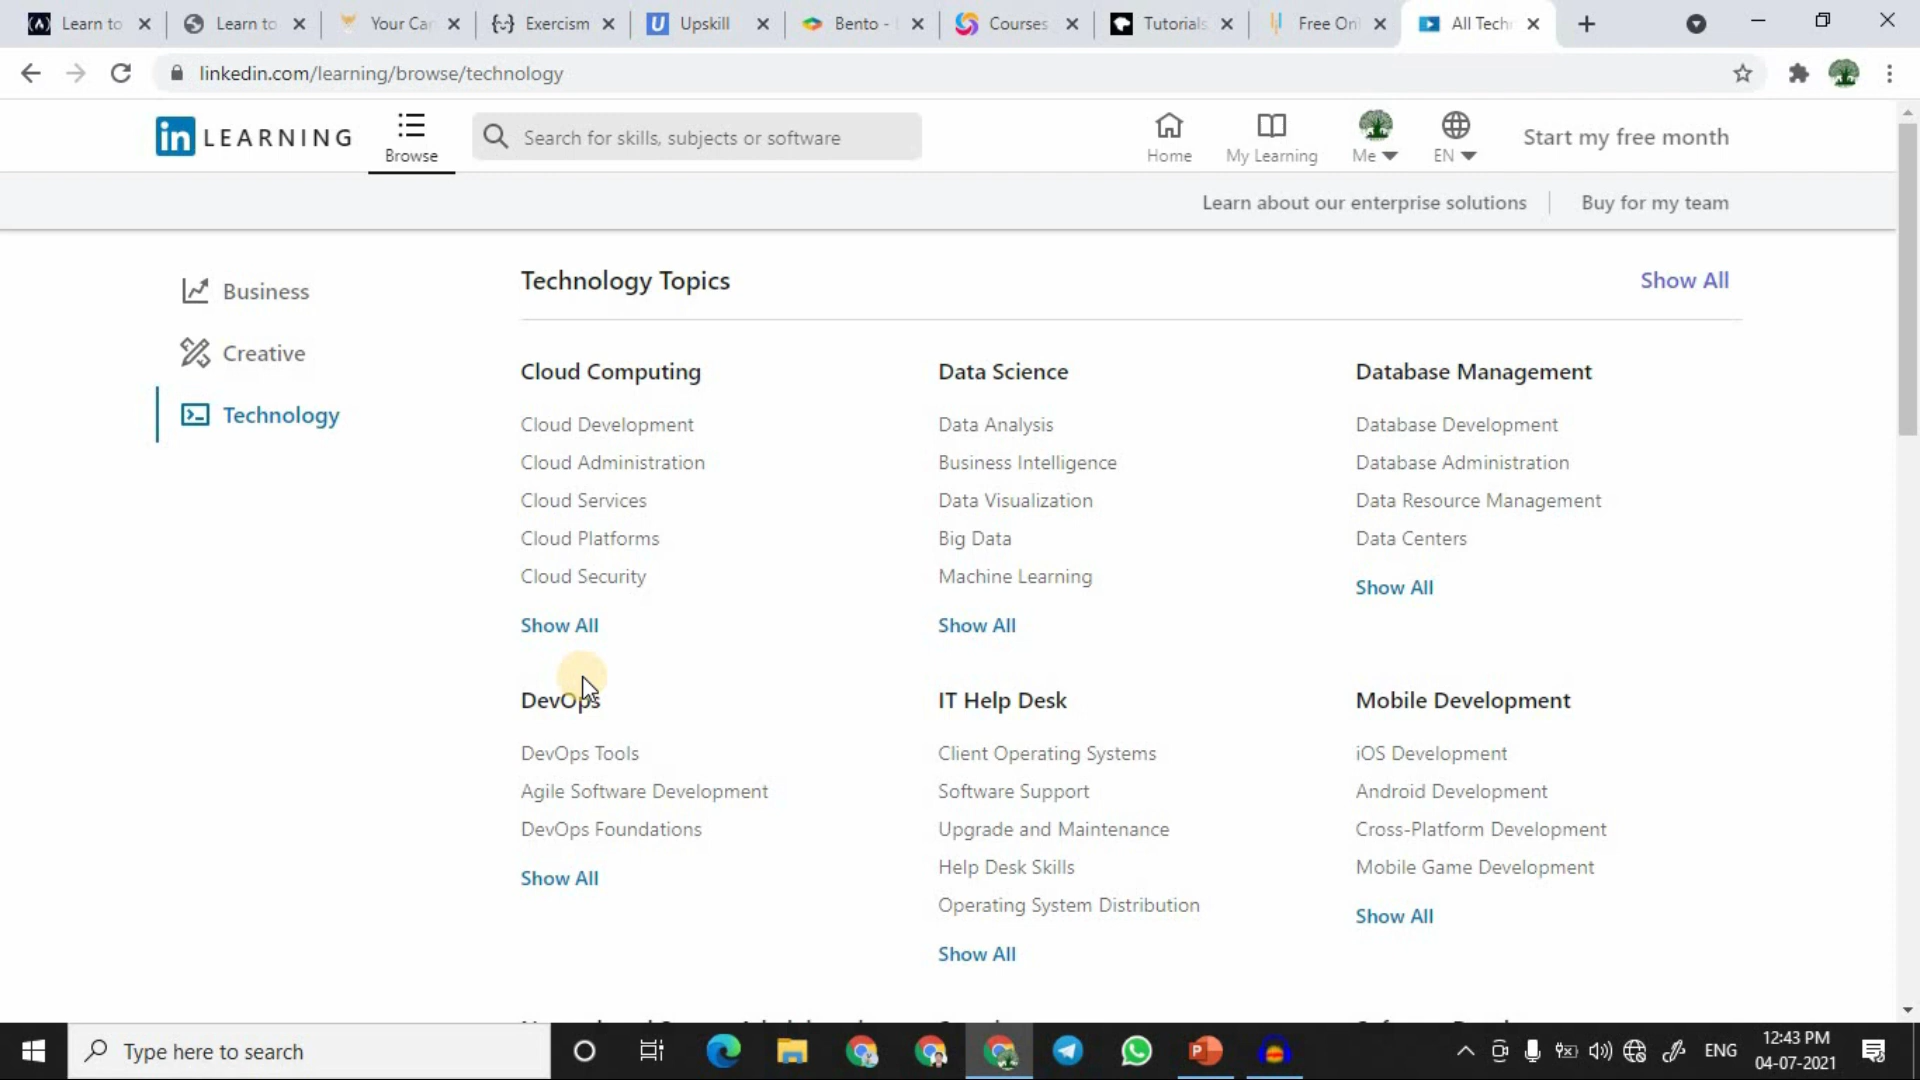 Learn to
Learn to
Your Car
Exercism
Upskill
Bento -
Courses
Tutorials
Free Onl
All Tech
linkedin.com/learning/browse/technology
in LEARNING
Browse
Search for skills, subjects or software
Home
My Learning
Me
EN
Start my free month
Learn about our enterprise solutions
Buy for my team
Business
Creative
Technology
Technology Topics
Show All
Cloud Computing
Cloud Development
Cloud Administration
Cloud Services
Cloud Platforms
Cloud Security
Show All
Data Science
Data Analysis
Business Intelligence
Data Visualization
Big Data
Machine Learning
Show All
Database Management
Database Development
Database Administration
Data Resource Management
Data Centers
Show All
DevOps
DevOps Tools
Agile Software Development
DevOps Foundations
Show All
IT Help Desk
Client Operating Systems
Software Support
Upgrade and Maintenance
Help Desk Skills
Operating System Distribution
Show All
Mobile Development
iOS Development
Android Development
Cross-Platform Development
Mobile Game Development
Show All
Type here to search
ENG
12:43 PM
04-07-2021